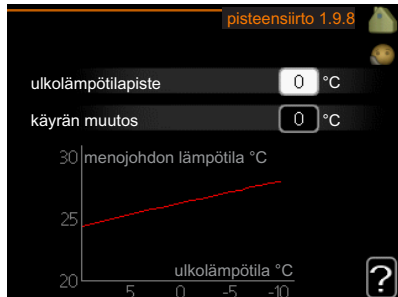 pisteensiirto 1.9.8
ulkolämpötilapiste 0 °C
käyrän muutos 0 °C
30 menojohdon lämpötila °C
25
ulkolämpötila °C
20
5 0 -5 -10
?